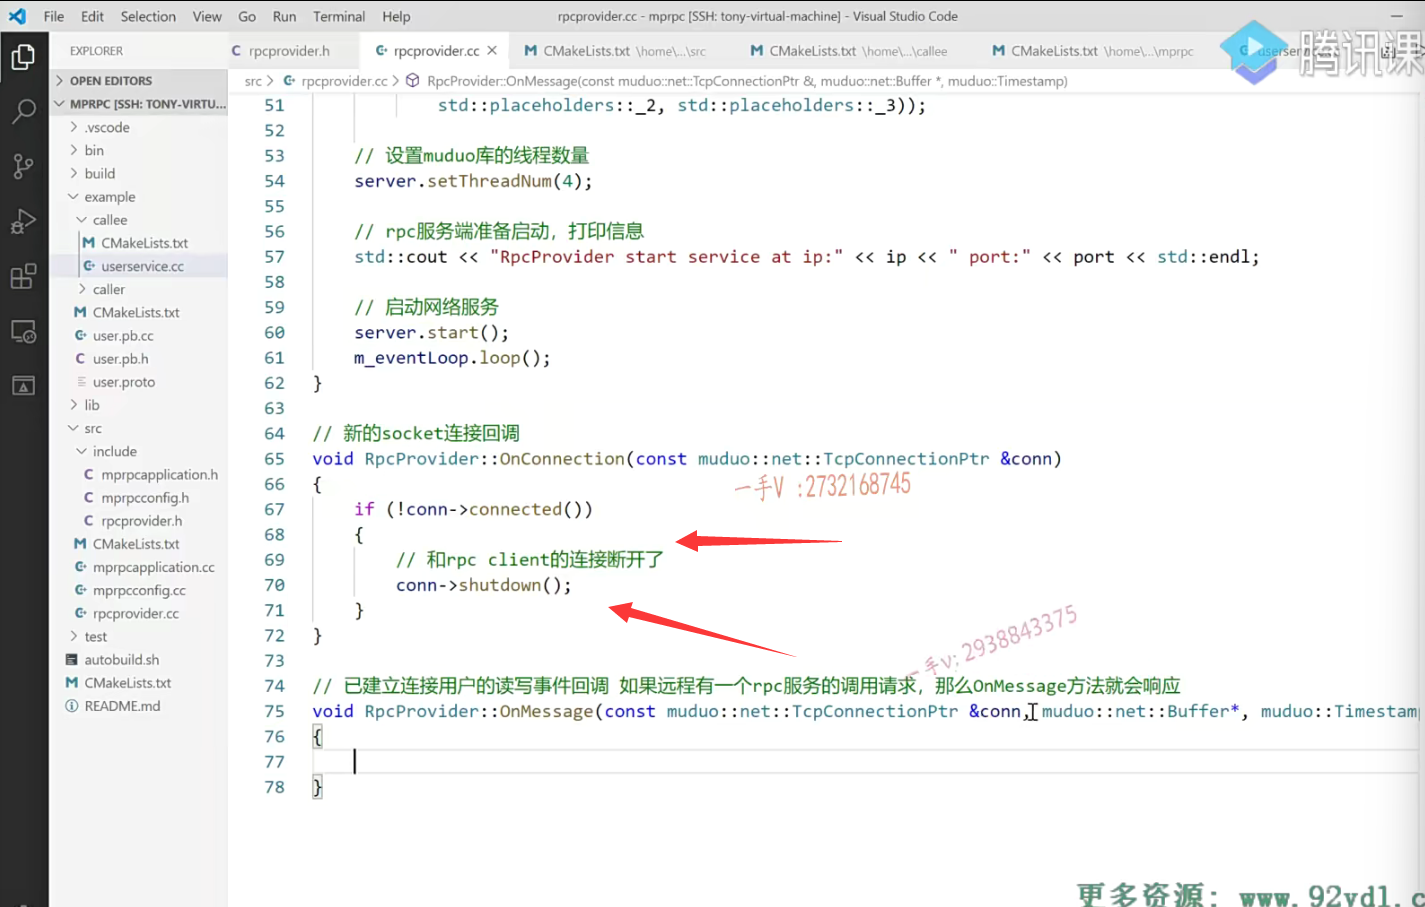 File Edit Selection View Go Run Terminal Help
rpcprovider.cc - mprpc [SSH: tony-virtual-machine] - Visual Studio Code
EXPLORER
OPEN EDITORS
MPRPC [SSH: TONY-VIRTU...
.vscode
bin
build
example
callee
CMakeLists.txt
userservice.cc
caller
CMakeLists.txt
user.pb.cc
user.pb.h
user.proto
lib
src
include
mprpcapplication.h
mprpcconfig.h
rpcprovider.h
CMakeLists.txt
mprpcapplication.cc
mprpcconfig.cc
rpcprovider.cc
test
autobuild.sh
CMakeLists.txt
README.md
rpcprovider.h
rpcprovider.cc
CMakeLists.txt \home\...\src
CMakeLists.txt \home\...\callee
CMakeLists.txt \home\...\mprpc
腾讯课
src > rpcprovider.cc > RpcProvider::OnMessage(const muduo::net::TcpConnectionPtr &, muduo::net::Buffer *, muduo::Timestamp)
51 std::placeholders::_2, std::placeholders::_3));
52
53 // 设置muduo库的线程数量
54 server.setThreadNum(4);
55
56 // rpc服务端准备启动，打印信息
57 std::cout << "RpcProvider start service at ip:" << ip << " port:" << port << std::endl;
58
59 // 启动网络服务
60 server.start();
61 m_eventLoop.loop();
62 }
63
64 // 新的socket连接回调
65 void RpcProvider::OnConnection(const muduo::net::TcpConnectionPtr &conn)
66 {
一手V :2732168745
67 if (!conn->connected())
68 {
69 // 和rpc client的连接断开了
70 conn->shutdown();
71 }
72 }
一手v: 2938843375
73
74 // 已建立连接用户的读写事件回调 如果远程有一个rpc服务的调用请求，那么OnMessage方法就会响应
75 void RpcProvider::OnMessage(const muduo::net::TcpConnectionPtr &conn, muduo::net::Buffer*, muduo::Timestam
76 {
77
78 }
更多资源: www.92ydl.c